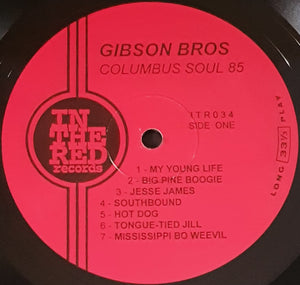 GIBSON BROS
COLUMBUS SOUL 85
IN
THE
RED
records
ITR034
SIDE ONE
1 - MY YOUNG LIFE
2 - BIG PINE BOOGIE
3 - JESSE JAMES
4 - SOUTHBOUND
5 - HOT DOG
6 - TONGUE-TIED JILL
7 - MISSISSIPPI BO WEEVIL
LONG 33⅓ PLAY